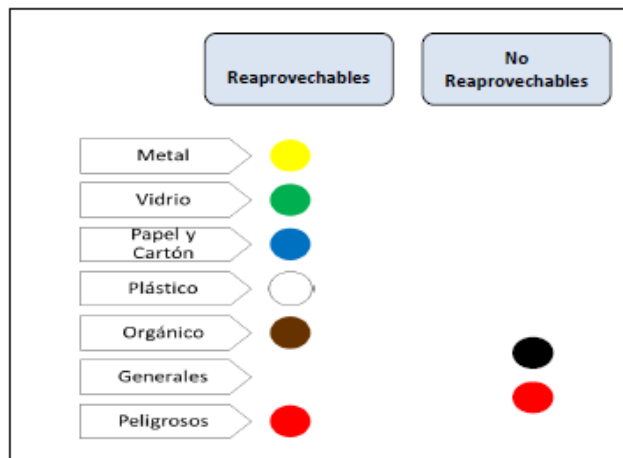 Reaprovechables
No
Reaprovechables
Metal
Vidrio
Papel y
Cartón
Plástico
Orgánico
Generales
Peligrosos